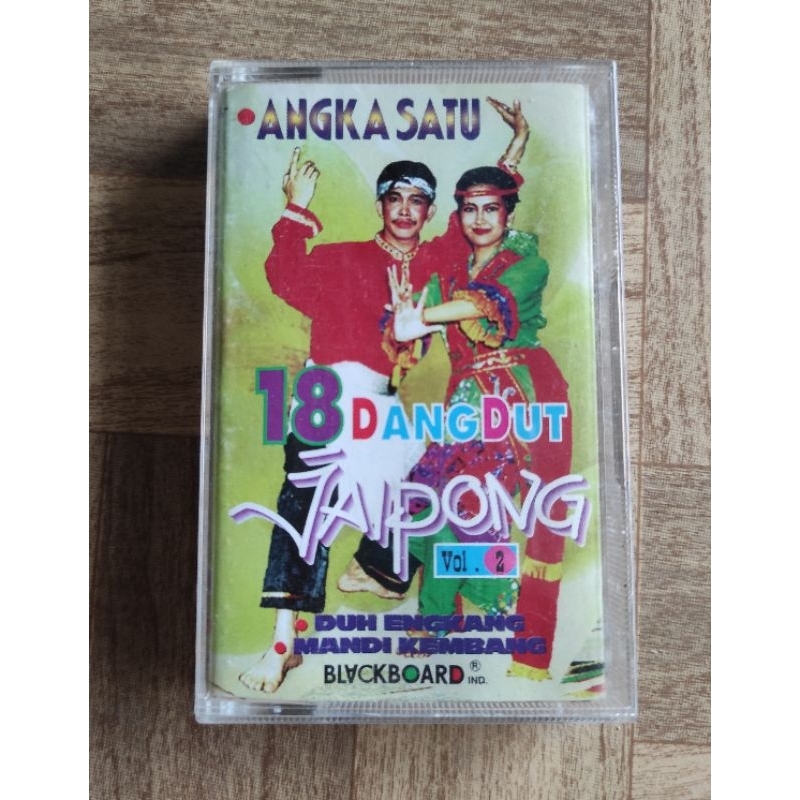 • ANGKA SATU
18 DANGDUT
JAIPONG
Vol. 2
• DUH ENGKANG
• MANDI KEMBANG
BLACKBOARD ® IND.